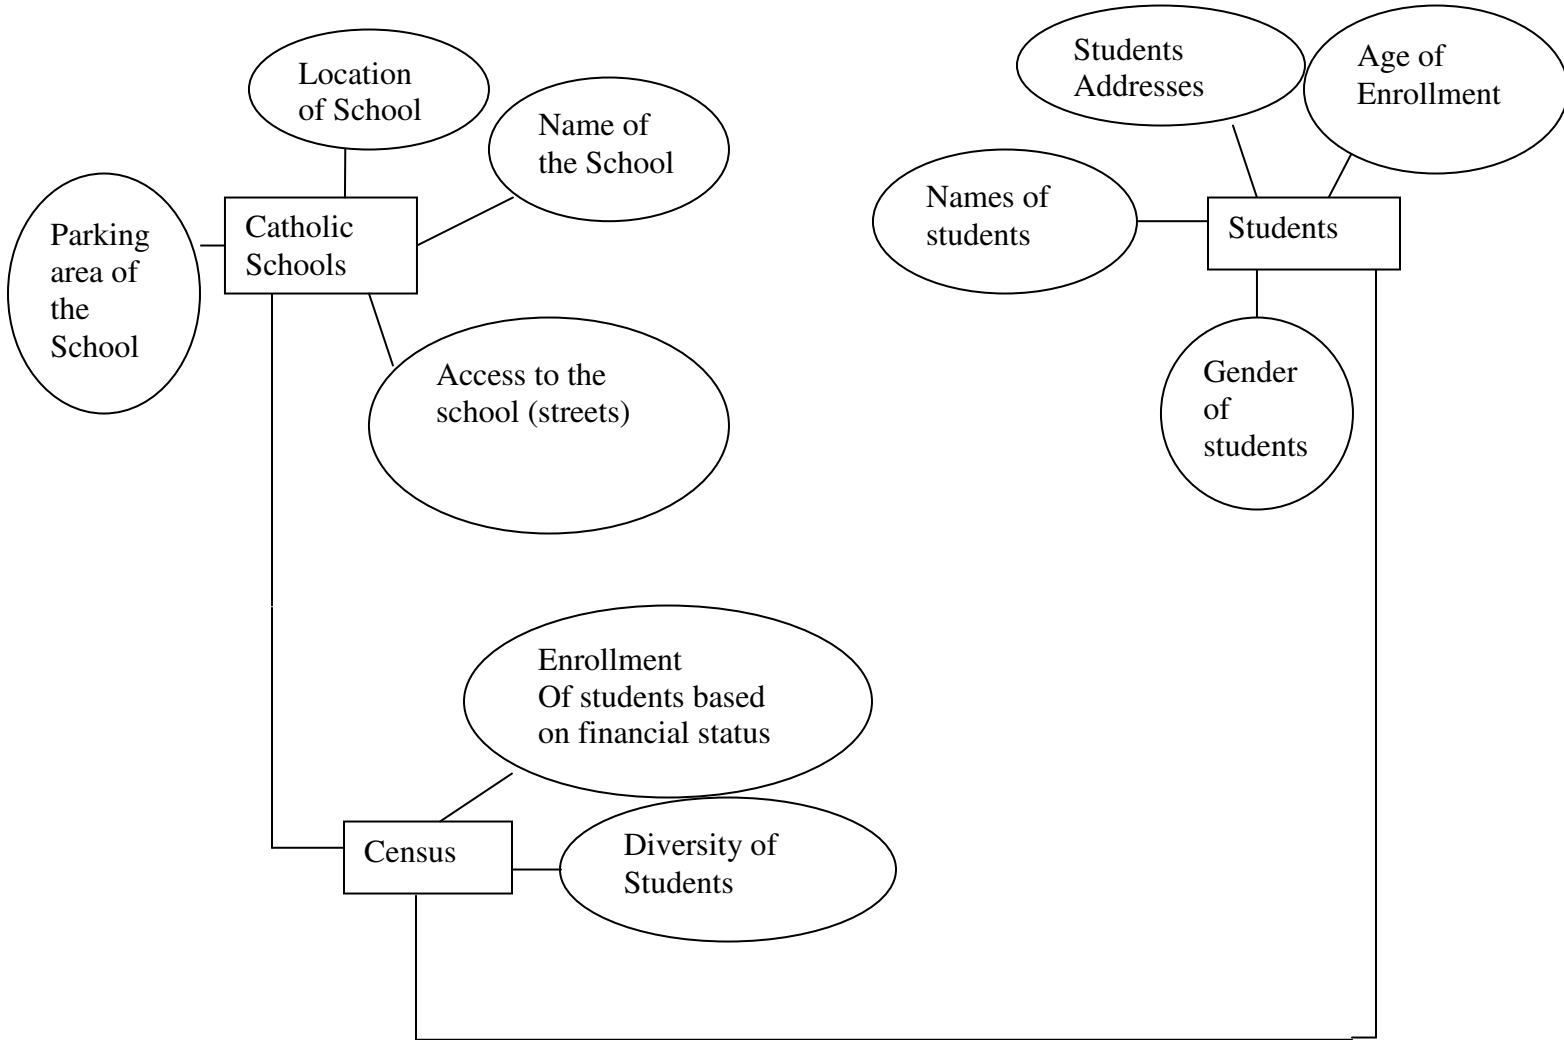 Location
of School
Name of
the School
Parking
area of
the
School
Catholic
Schools
Access to the
school (streets)
Students
Addresses
Age of
Enrollment
Names of
students
Students
Gender
of
students
Enrollment
Of students based
on financial status
Census
Diversity of
Students